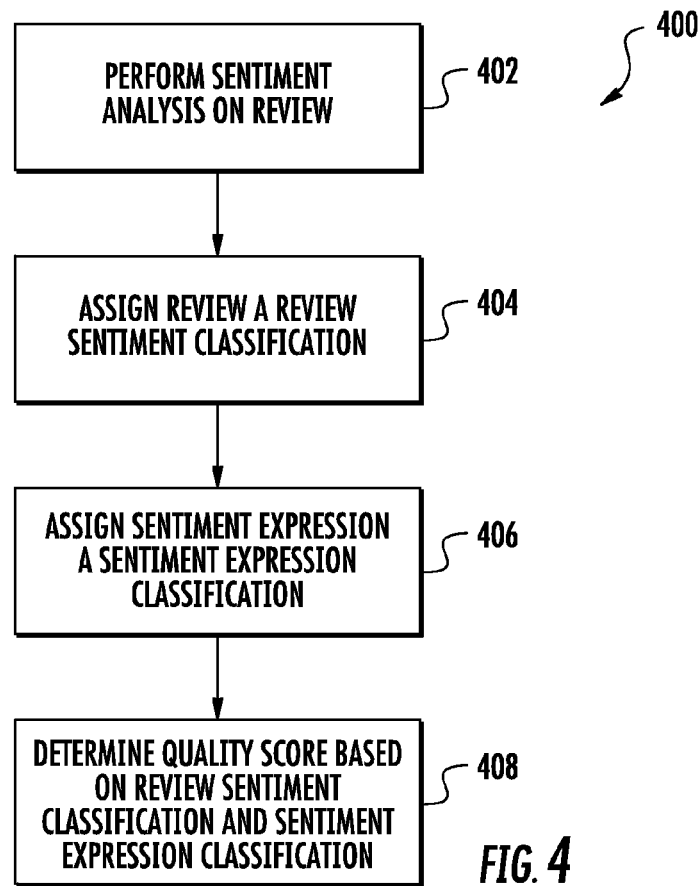 400
PERFORM SENTIMENT
ANALYSIS ON REVIEW
402
ASSIGN REVIEW A REVIEW
SENTIMENT CLASSIFICATION
404
ASSIGN SENTIMENT EXPRESSION
A SENTIMENT EXPRESSION
CLASSIFICATION
406
DETERMINE QUALITY SCORE BASED
ON REVIEW SENTIMENT
CLASSIFICATION AND SENTIMENT
EXPRESSION CLASSIFICATION
408
FIG. 4